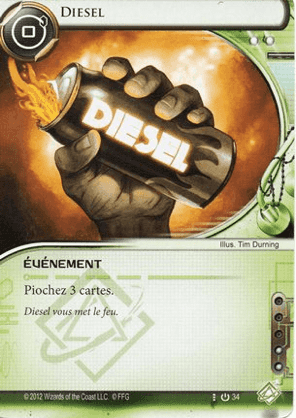 DIESEL
DIESEL
Illus. Tim Durning
ÉVÉNEMENT
Piochez 3 cartes.
Diesel vous met le feu.
© 2012 Wizards of the Coast LLC. © FFG
34